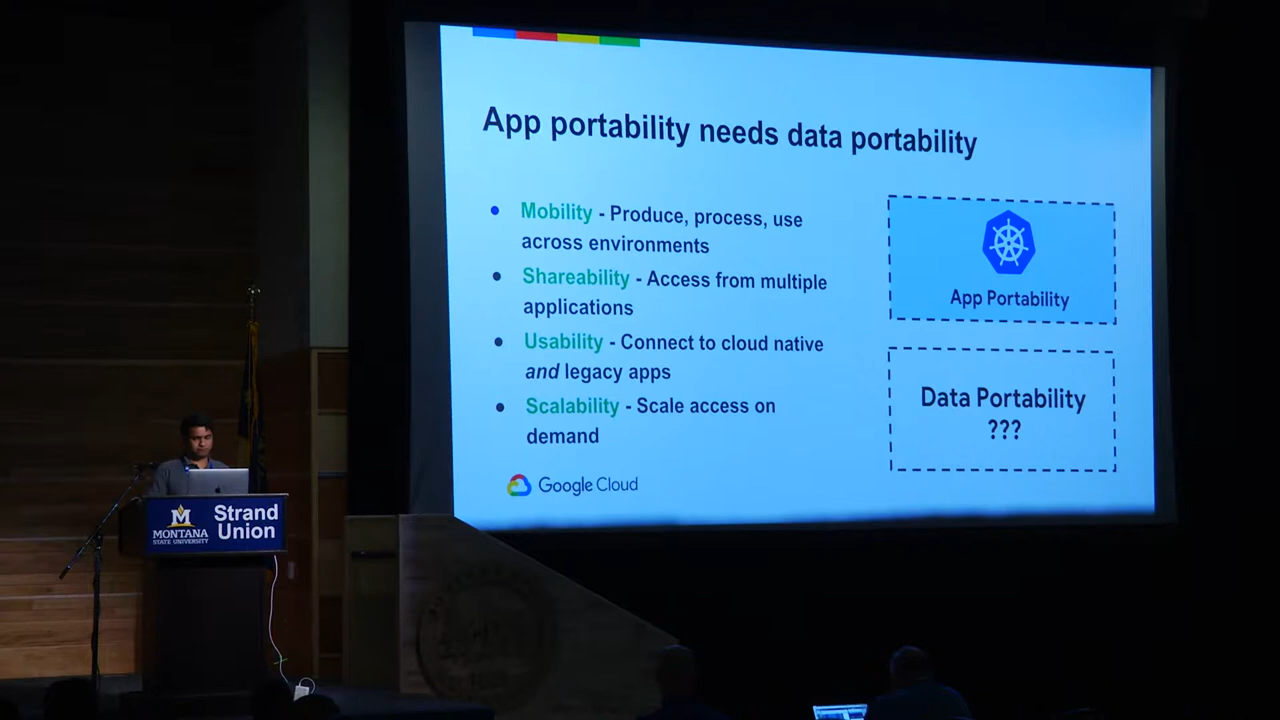 App portability needs data portability
Mobility - Produce, process, use
across environments
Shareability - Access from multiple
applications
Usability - Connect to cloud native
and legacy apps
Scalability - Scale access on
demand
App Portability
Data Portability
???
Google Cloud
M
MONTANA
STATE UNIVERSITY
Strand
Union